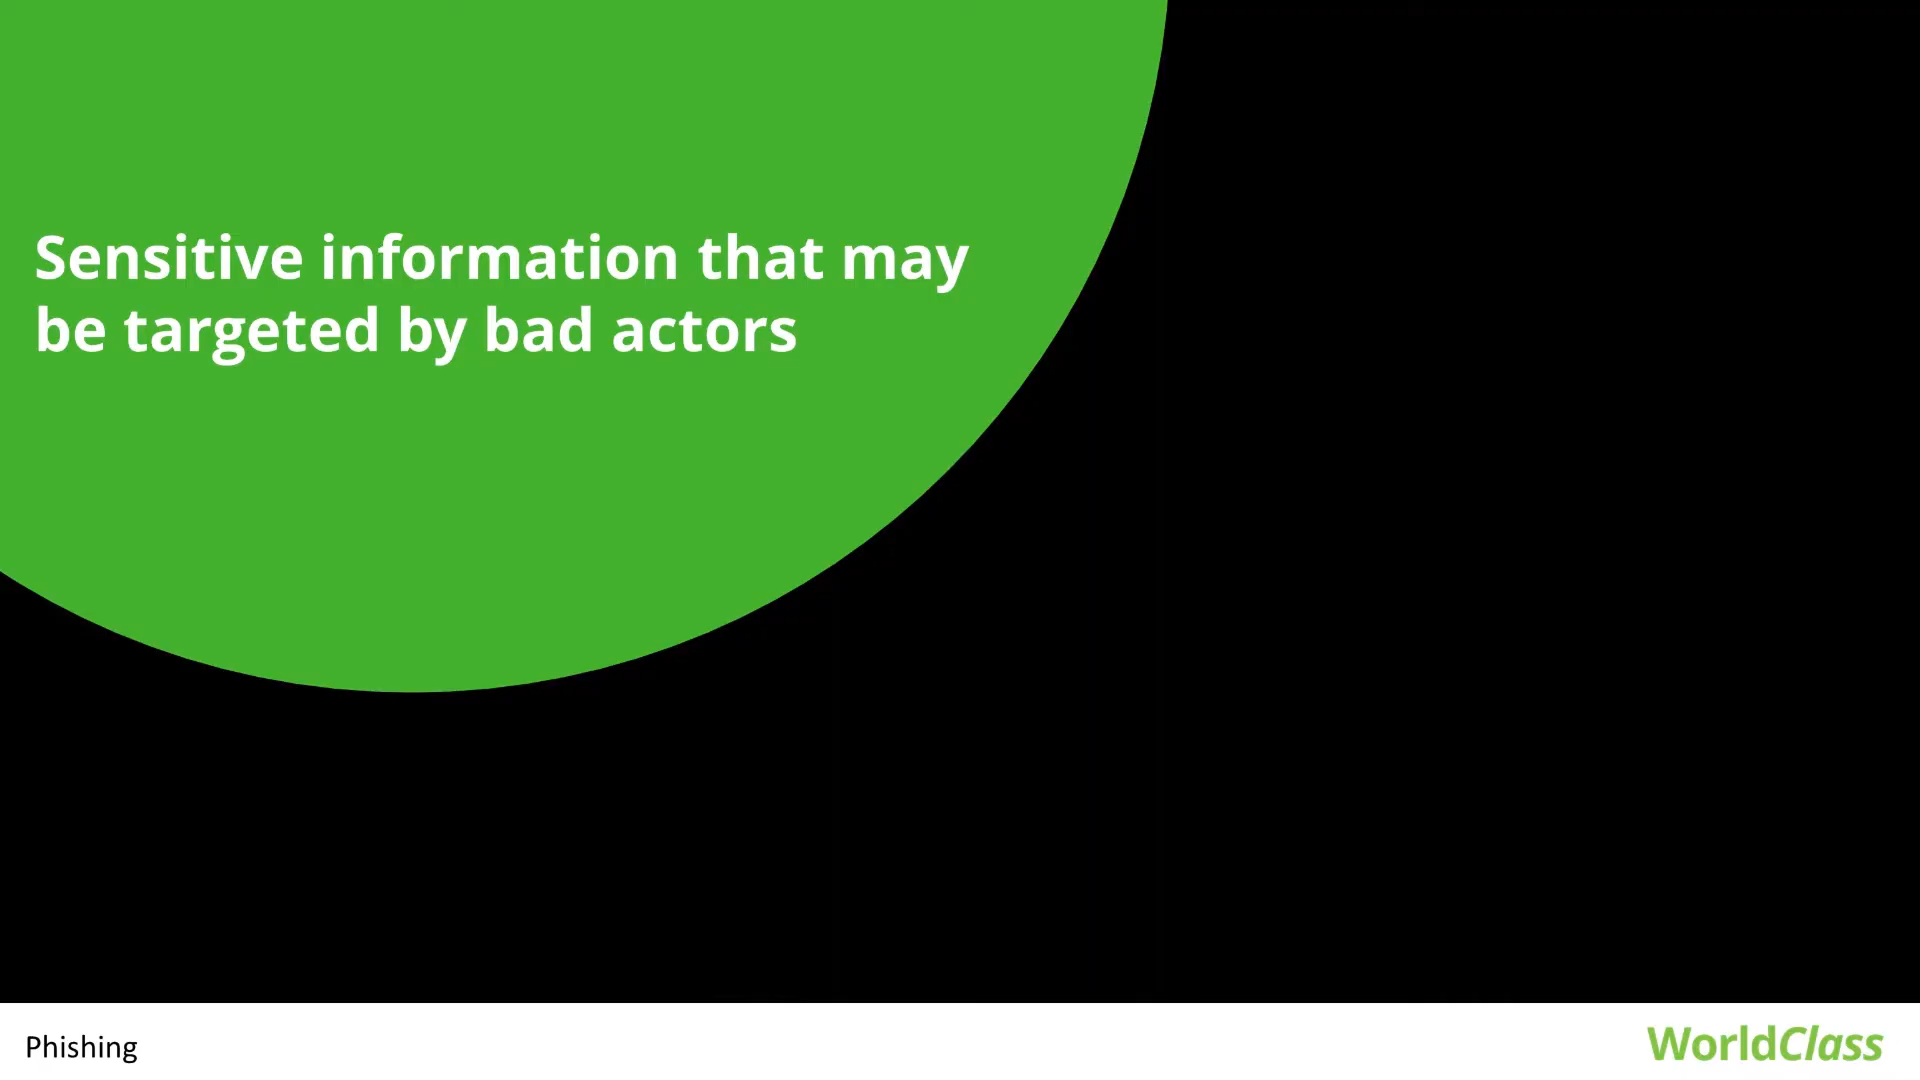 Sensitive information that may
be targeted by bad actors
Phishing
WorldClass